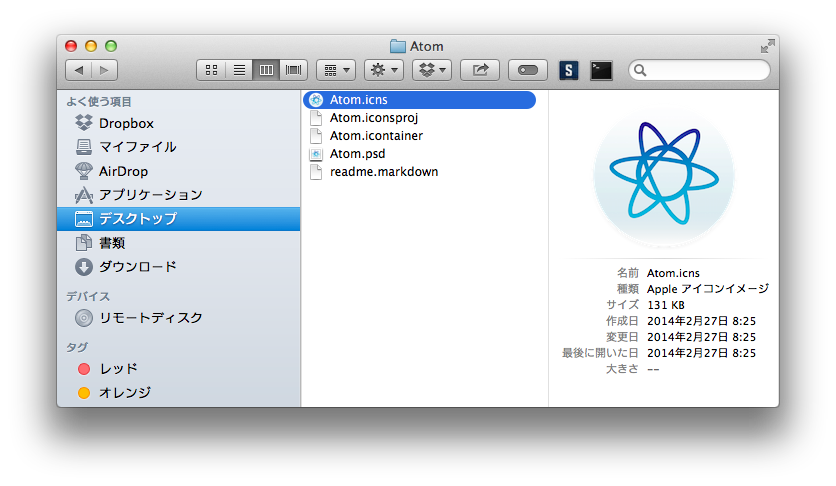 Atom
S
よく使う項目
Dropbox
マイファイル
AirDrop
アプリケーション
デスクトップ
書類
ダウンロード
デバイス
リモートディスク
タグ
レッド
オレンジ
Atom.icns
Atom.iconsproj
Atom.icontainer
Atom.psd
readme.markdown
名前 Atom.icns
種類 Apple アイコンイメージ
サイズ 131 KB
作成日 2014年2月27日 8:25
変更日 2014年2月27日 8:25
最後に開いた日 2014年2月27日 8:25
大きさ --